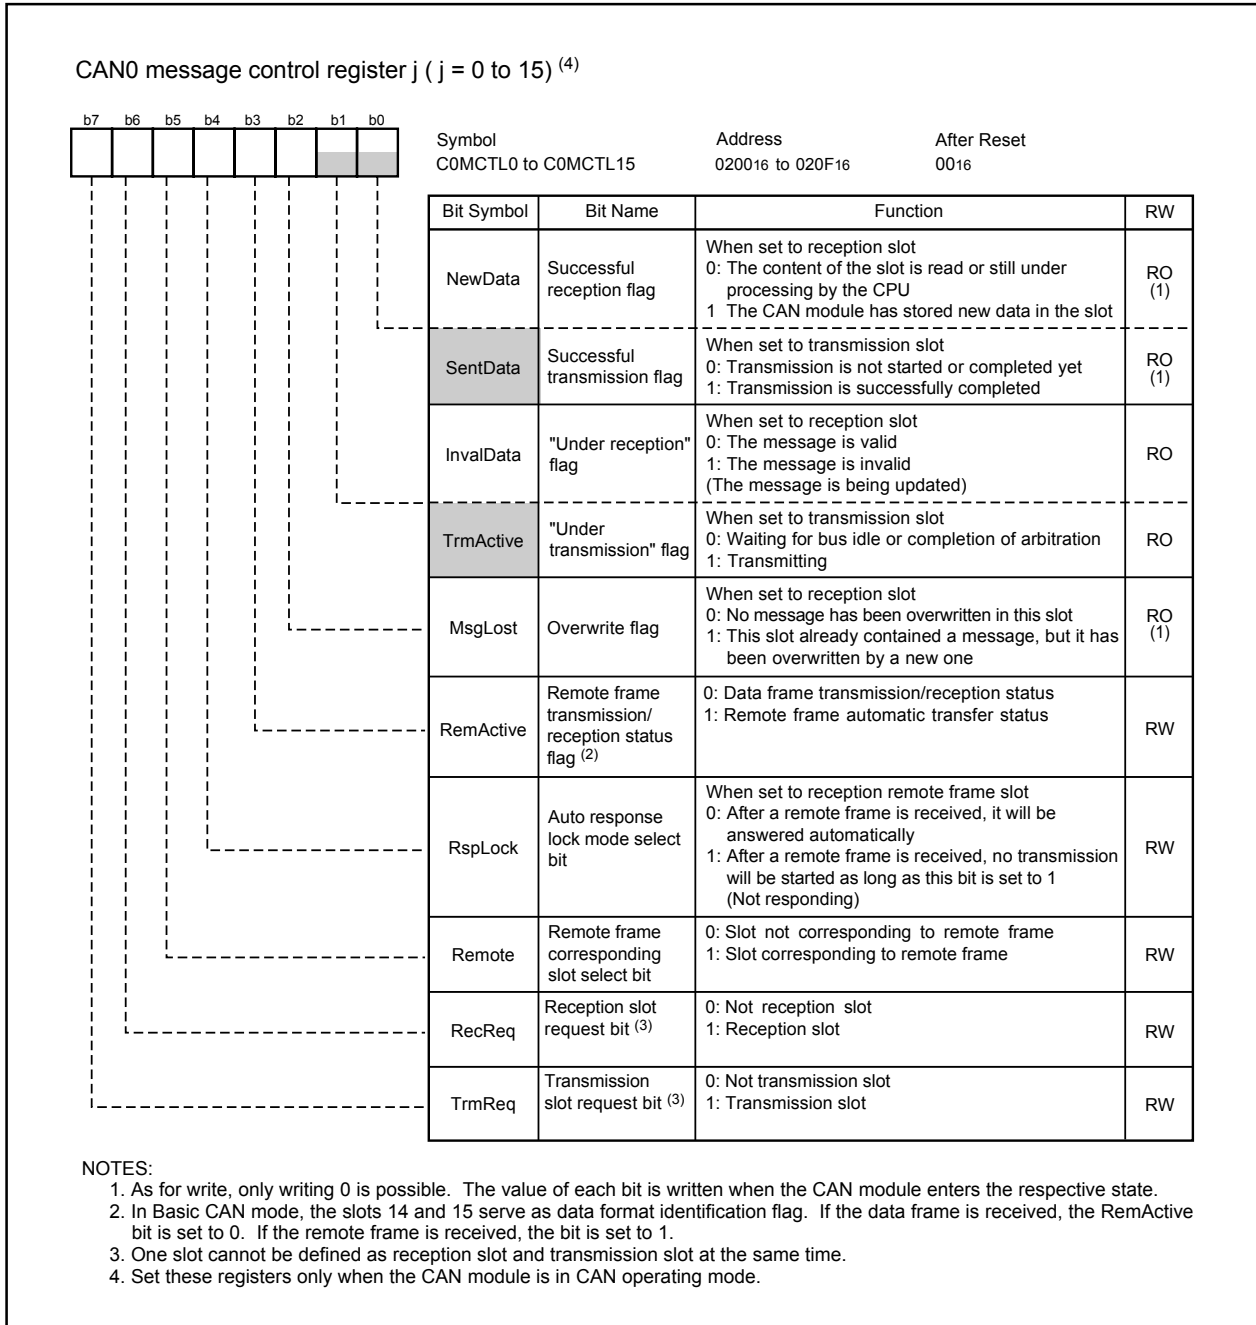 CAN0 message control register j ( j = 0 to 15) (4)
b7 b6 b5 b4 b3 b2 b1 b0
Symbol Address After Reset
C0MCTL0 to C0MCTL15 020016 to 020F16 0016
Bit Symbol Bit Name Function RW
NewData
Successful
reception flag
When set to reception slot
0: The content of the slot is read or still under
processing by the CPU
1 The CAN module has stored new data in the slot
RO
(1)
SentData
Successful
transmission flag
When set to transmission slot
0: Transmission is not started or completed yet
1: Transmission is successfully completed
RO
(1)
InvalData
"Under reception"
flag
When set to reception slot
0: The message is valid
1: The message is invalid
(The message is being updated)
RO
TrmActive
"Under
transmission" flag
When set to transmission slot
0: Waiting for bus idle or completion of arbitration
1: Transmitting
RO
MsgLost
Overwrite flag
When set to reception slot
0: No message has been overwritten in this slot
1: This slot already contained a message, but it has
been overwritten by a new one
RO
(1)
RemActive
Remote frame
transmission/
reception status
flag (2)
0: Data frame transmission/reception status
1: Remote frame automatic transfer status
RW
RspLock
Auto response
lock mode select
bit
When set to reception remote frame slot
0: After a remote frame is received, it will be
answered automatically
1: After a remote frame is received, no transmission
will be started as long as this bit is set to 1
(Not responding)
RW
Remote
Remote frame
corresponding
slot select bit
0: Slot not corresponding to remote frame
1: Slot corresponding to remote frame
RW
RecReq
Reception slot
request bit (3)
0: Not reception slot
1: Reception slot
RW
TrmReq
Transmission
slot request bit (3)
0: Not transmission slot
1: Transmission slot
RW
NOTES:
1. As for write, only writing 0 is possible. The value of each bit is written when the CAN module enters the respective state.
2. In Basic CAN mode, the slots 14 and 15 serve as data format identification flag. If the data frame is received, the RemActive
bit is set to 0. If the remote frame is received, the bit is set to 1.
3. One slot cannot be defined as reception slot and transmission slot at the same time.
4. Set these registers only when the CAN module is in CAN operating mode.